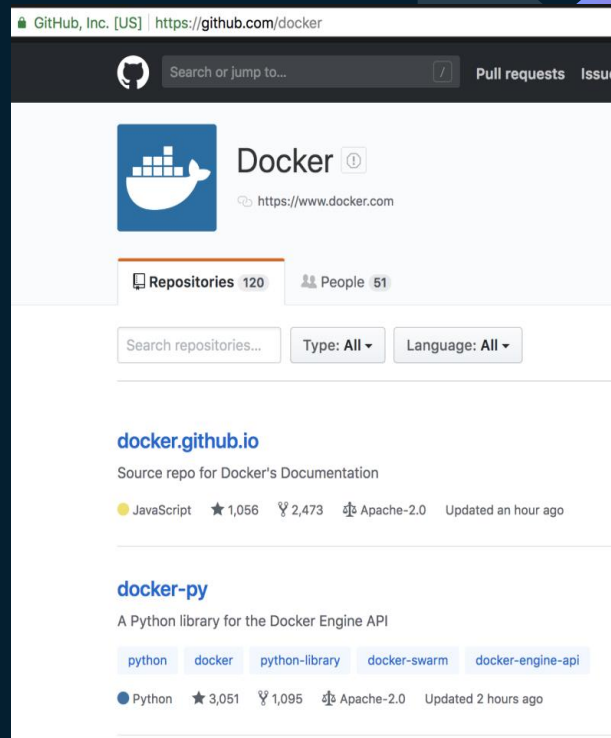 GitHub, Inc. [US] https://github.com/docker
Search or jump to... / Pull requests
Docker
https://www.docker.com
Repositories 120 People 51
Search repositories... Type: All Language: All
docker.github.io
Source repo for Docker's Documentation
JavaScript 1,056 2,473 Apache-2.0 Updated an hour ago
docker-py
A Python library for the Docker Engine API
python docker python-library docker-swarm docker-engine-api
Python 3,051 1,095 Apache-2.0 Updated 2 hours ago